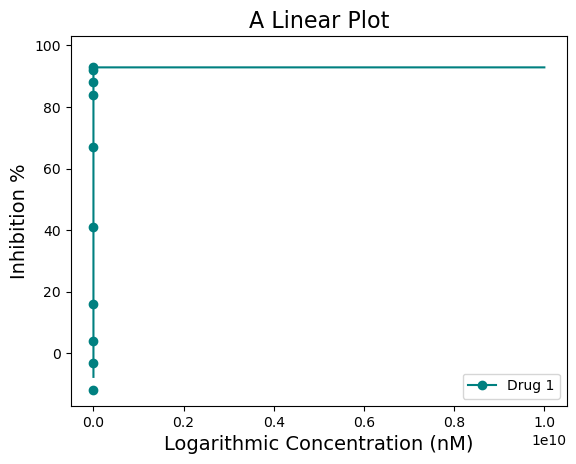 A Linear Plot
Inhibition %
100
80
60
40
20
0
Drug 1
0.0 0.2 0.4 0.6 0.8 1.0
1e10
Logarithmic Concentration (nM)